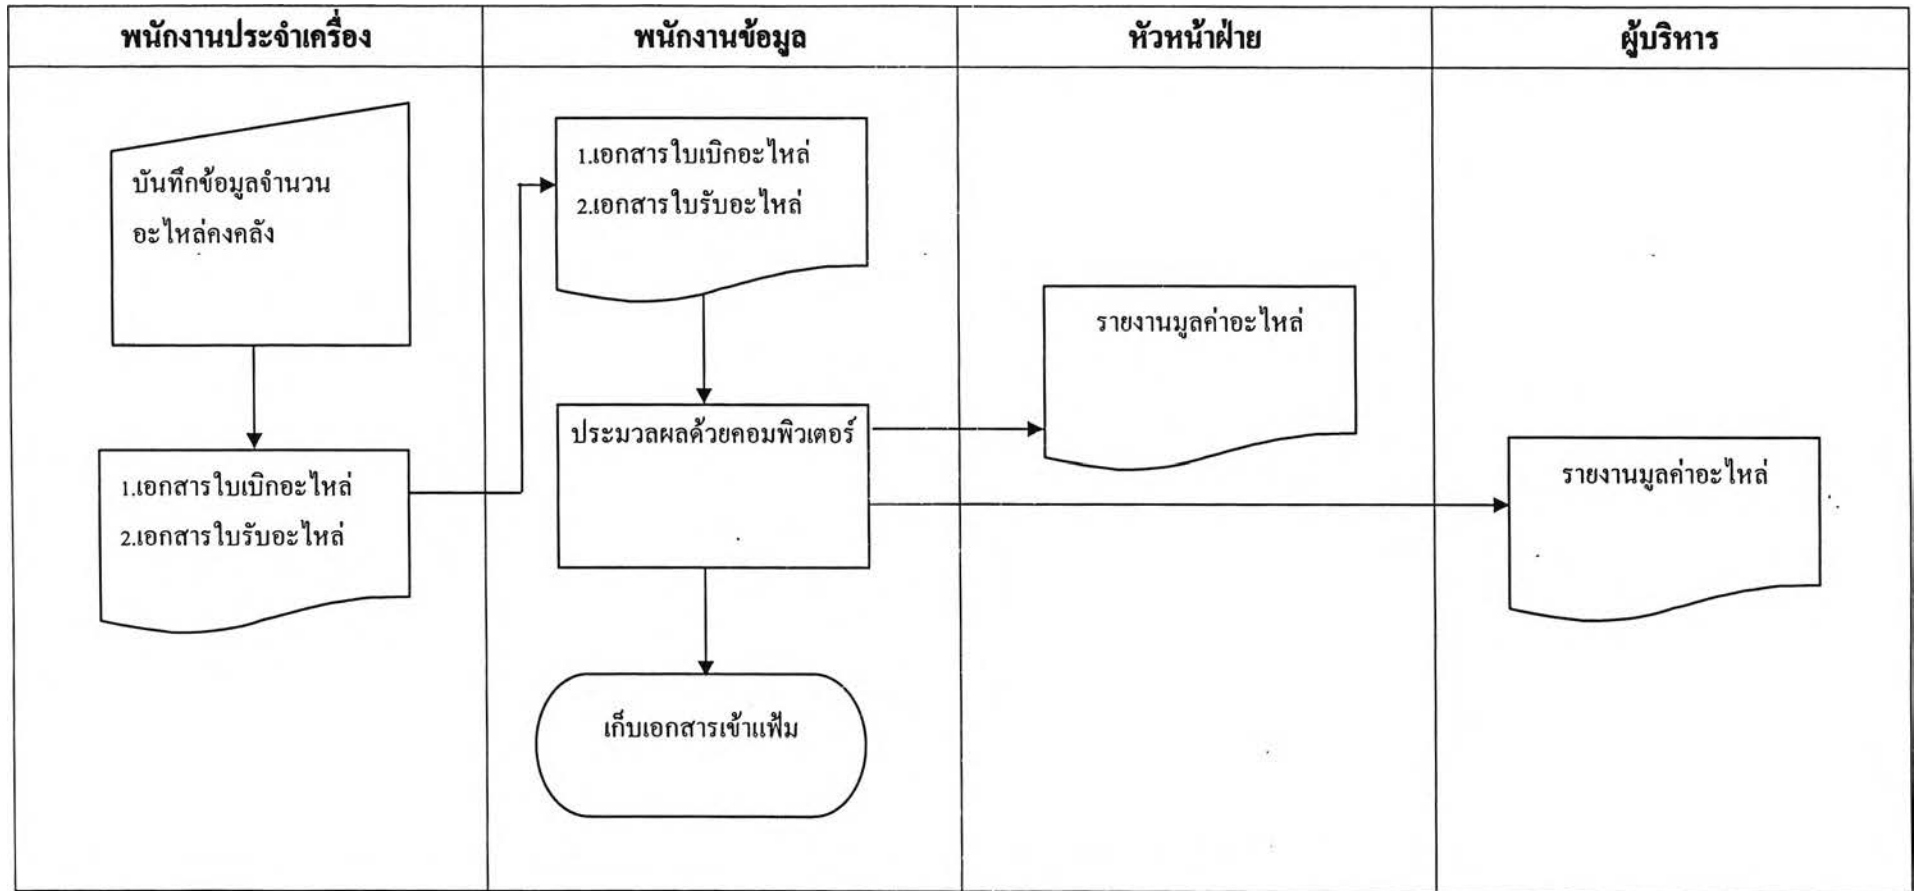 พนักงานประจำเครื่อง
พนักงานข้อมูล
หัวหน้าฝ่าย
ผู้บริหาร
บันทึกข้อมูลจำนวน
อะไหล่คงคลัง
1.เอกสารใบเบิกอะไหล่
2.เอกสารใบรับอะไหล่
1.เอกสารใบเบิกอะไหล่
2.เอกสารใบรับอะไหล่
ประมวลผลด้วยคอมพิวเตอร์
เก็บเอกสารเข้าแฟ้ม
รายงานมูลค่าอะไหล่
รายงานมูลค่าอะไหล่